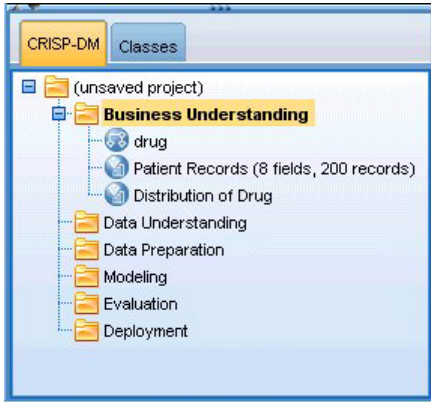 CRISP-DM Classes
(unsaved project)
Business Understanding
drug
Patient Records (8 fields, 200 records)
Distribution of Drug
Data Understanding
Data Preparation
Modeling
Evaluation
Deployment